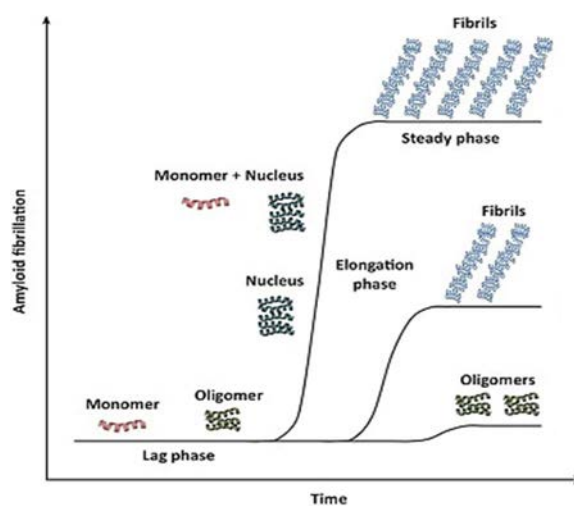 Fibrils
Steady phase
Monomer + Nucleus
Fibrils
Elongation
phase
Nucleus
Oligomers
Oligomer
Monomer
Lag phase
Amyloid fibrillation
Time